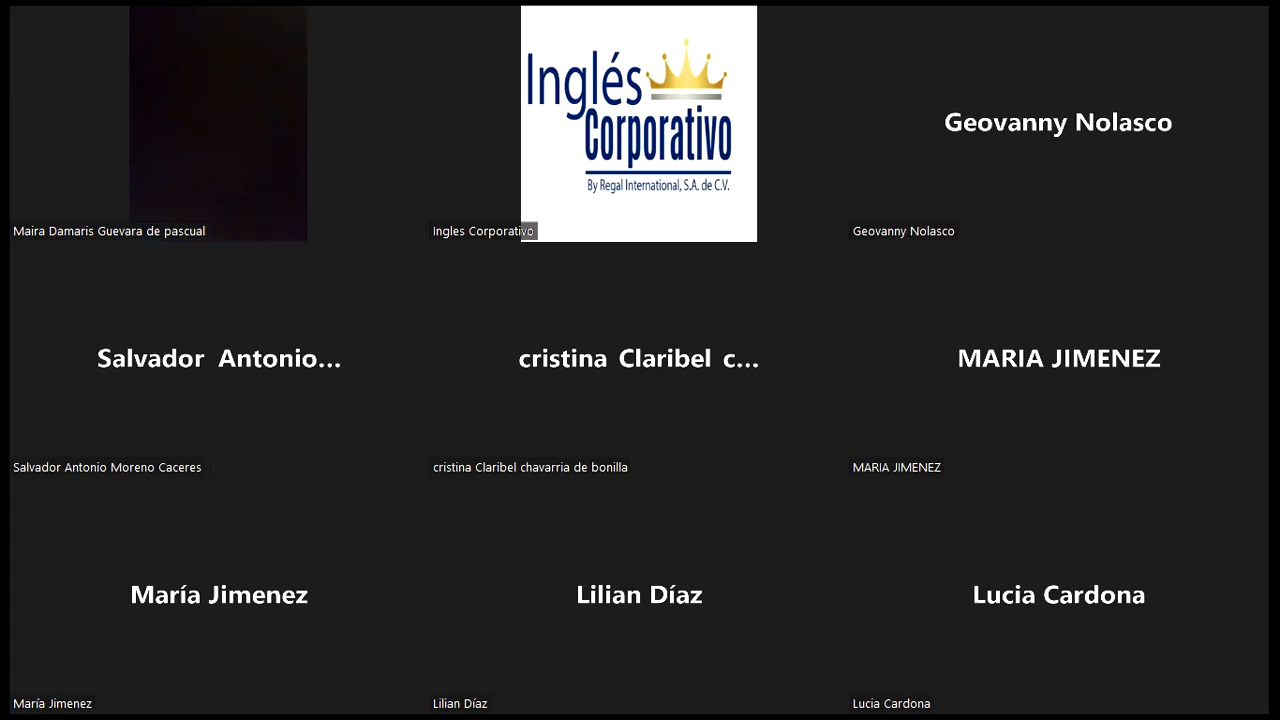 Inglés
Corporativo
By Regal International, S.A. de C.V.
Geovanny Nolasco
Maira Damaris Guevara de pascual
Ingles Corporativo
Geovanny Nolasco
Salvador Antonio...
cristina Claribel c...
MARIA JIMENEZ
Salvador Antonio Moreno Caceres
cristina Claribel chavarria de bonilla
MARIA JIMENEZ
María Jimenez
Lilian Díaz
Lucia Cardona
María Jimenez
Lilian Díaz
Lucia Cardona